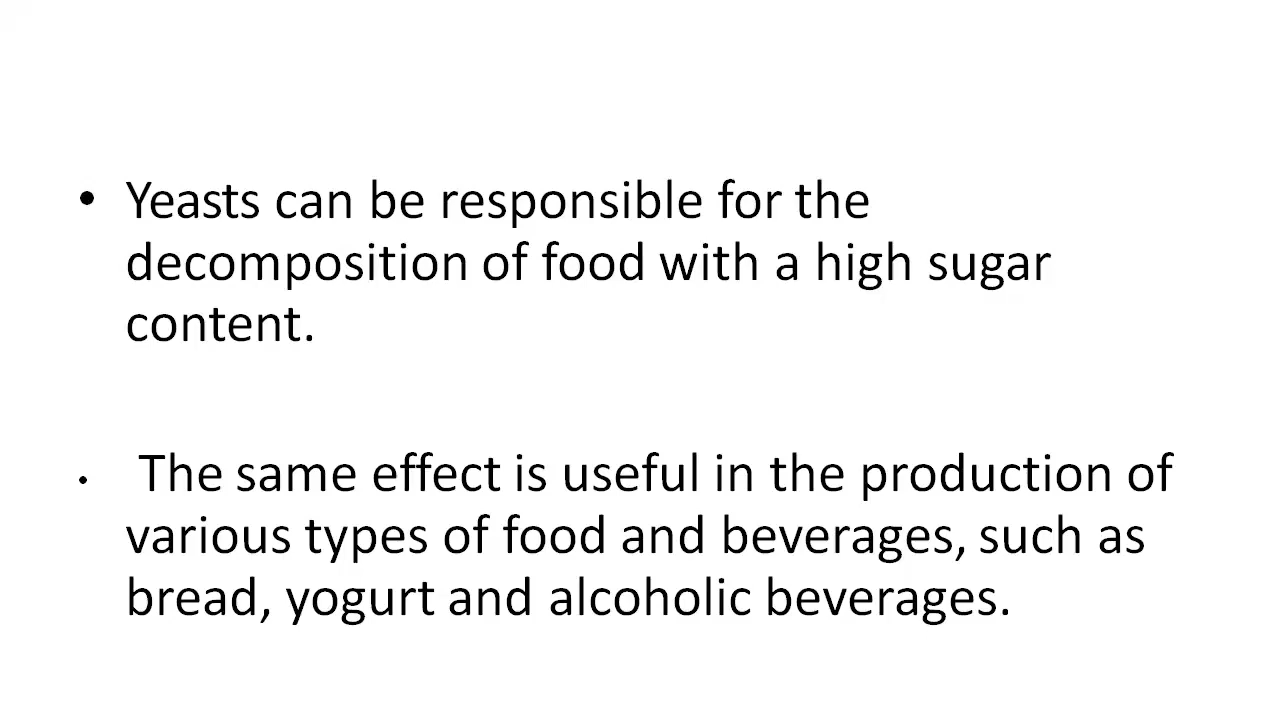 • Yeasts can be responsible for the
decomposition of food with a high sugar
content.
• The same effect is useful in the production of
various types of food and beverages, such as
bread, yogurt and alcoholic beverages.